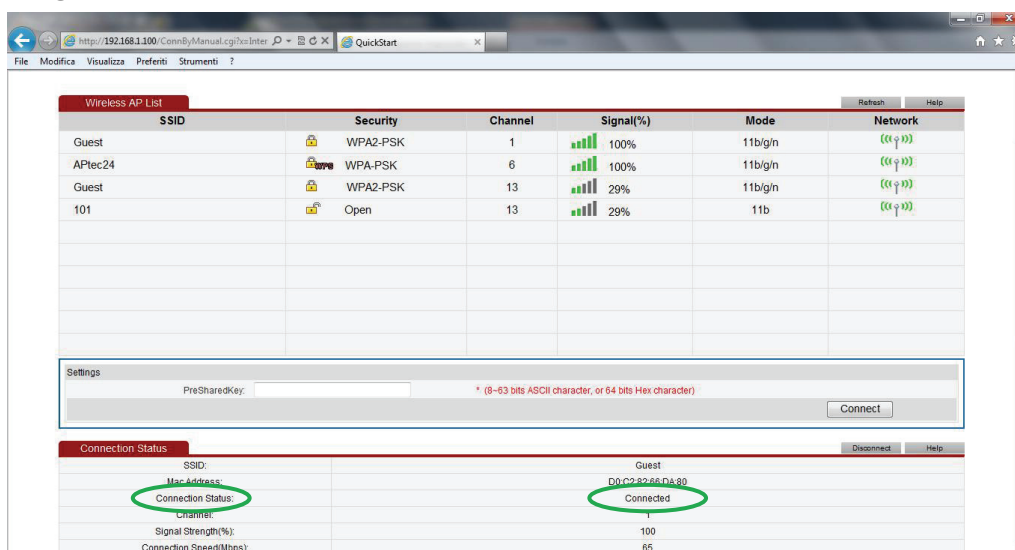 http://192.168.1.100/ConnByManual.cgi?x=Inter QuickStart
File Modifica Visualizza Preferiti Strumenti ?
Wireless AP List Refresh Help
SSID Security Channel Signal(%) Mode Network
Guest WPA2-PSK 1 100% 11b/g/n
APtec24 WPS WPA-PSK 6 100% 11b/g/n
Guest WPA2-PSK 13 29% 11b/g/n
101 Open 13 29% 11b
Settings
PreSharedKey: * (8~63 bits ASCII character, or 64 bits Hex character)
Connect
Connection Status Disconnect Help
SSID: Guest
Mac Address: D0:C2:82:66:DA:80
Connection Status: Connected
Channel: 1
Signal Strength(%): 100
Connection Speed(Mbps): 65